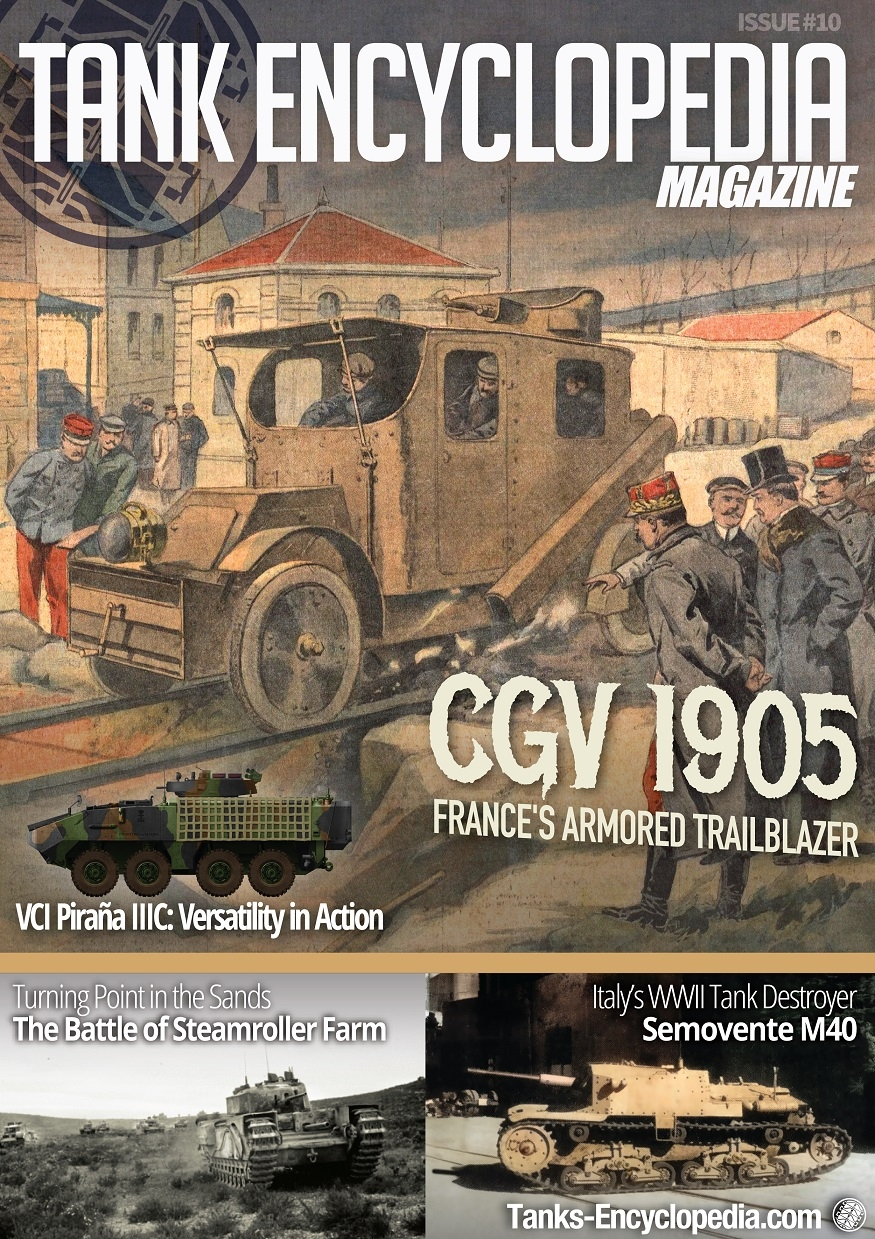 ISSUE #10
TANK ENCYCLOPEDIA
MAGAZINE
CGV 1905
FRANCE'S ARMORED TRAILBLAZER
VCI Piraña IIIC: Versatility in Action
Turning Point in the Sands
The Battle of Steamroller Farm
Italy's WWII Tank Destroyer
Semovente M40
Tanks-Encyclopedia.com